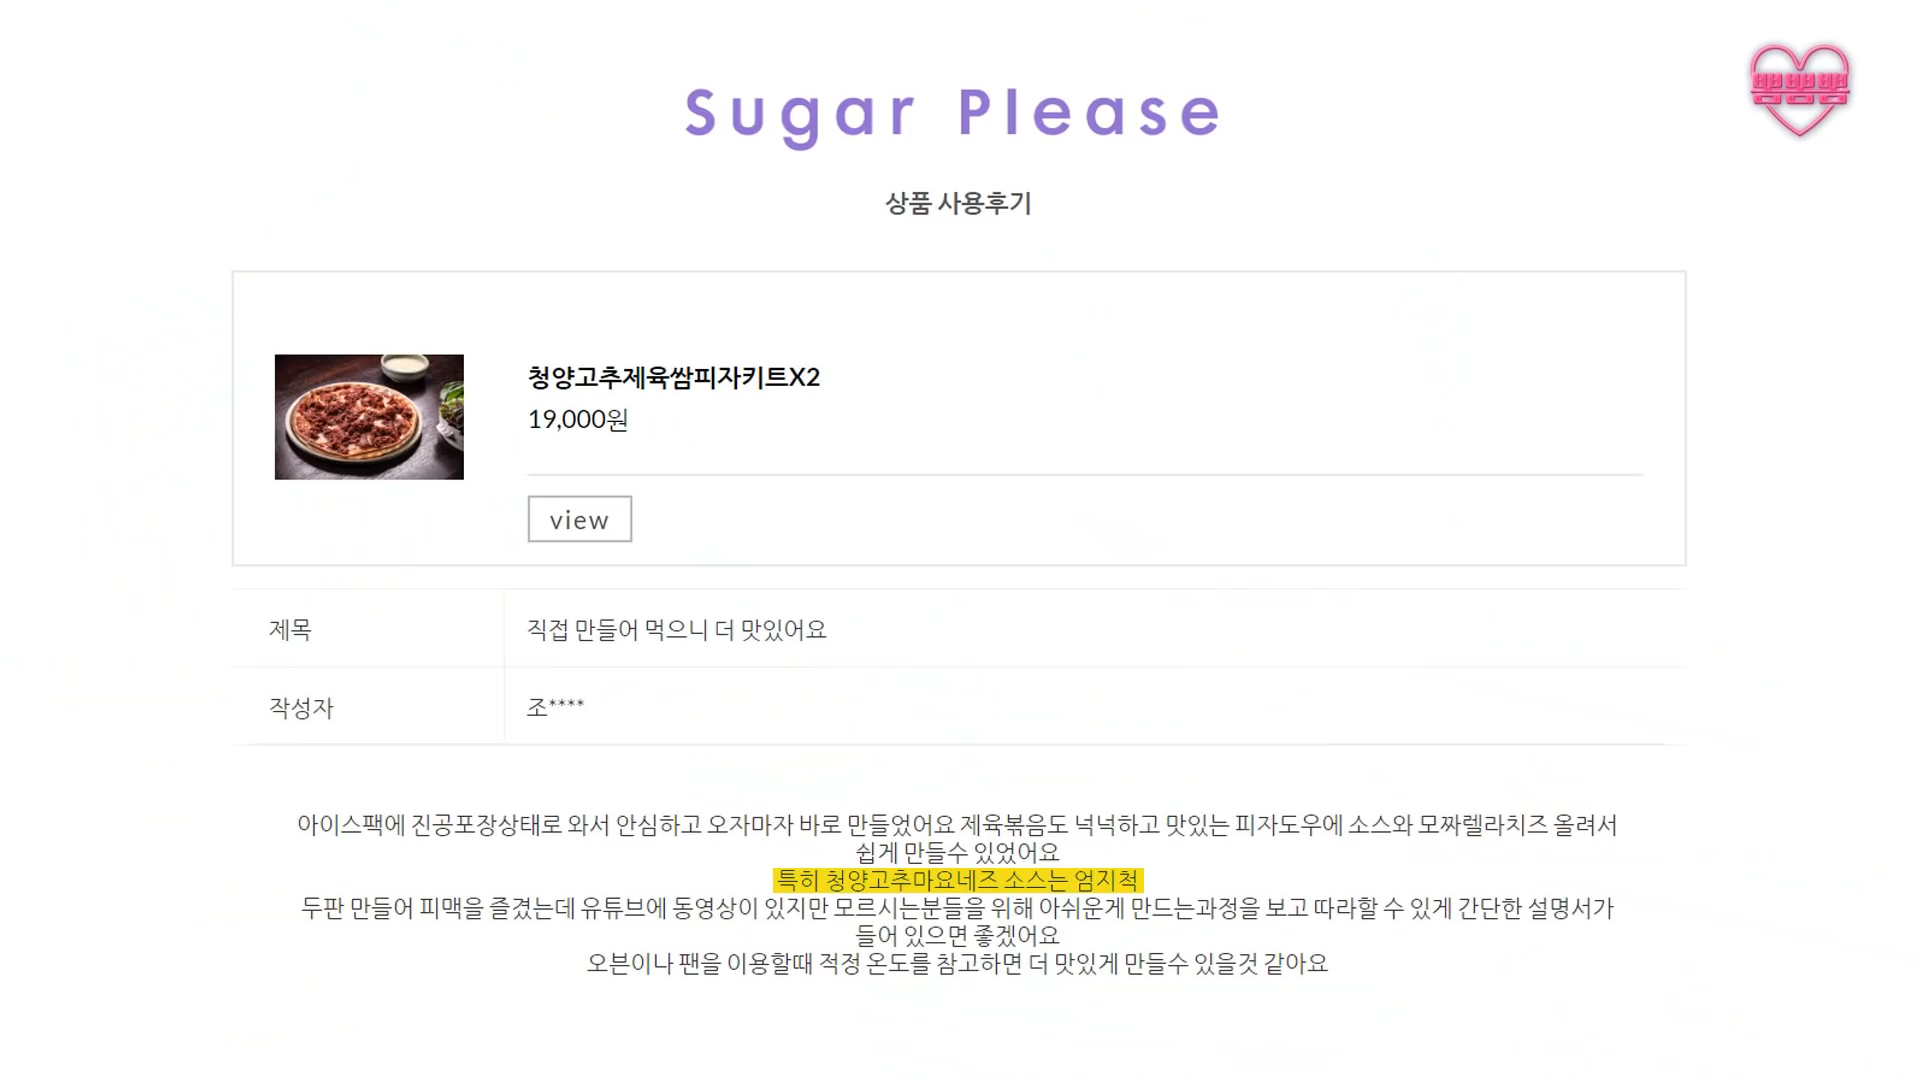 Sugar Please
뿜뿜뿜
상품 사용후기
청양고추제육쌈피자키트X2
19,000원
view
제목 직접 만들어 먹으니 더 맛있어요
작성자 조****
아이스팩에 진공포장상태로 와서 안심하고 오자마자 바로 만들었어요 제육볶음도 넉넉하고 맛있는 피자도우에 소스와 모짜렐라치즈 올려서
쉽게 만들수 있었어요
특히 청양고추마요네즈 소스는 엄지척
두판 만들어 피맥을 즐겼는데 유튜브에 동영상이 있지만 모르시는분들을 위해 아쉬운게 만드는과정을 보고 따라할 수 있게 간단한 설명서가
들어 있으면 좋겠어요
오븐이나 팬을 이용할때 적정 온도를 참고하면 더 맛있게 만들수 있을것 같아요